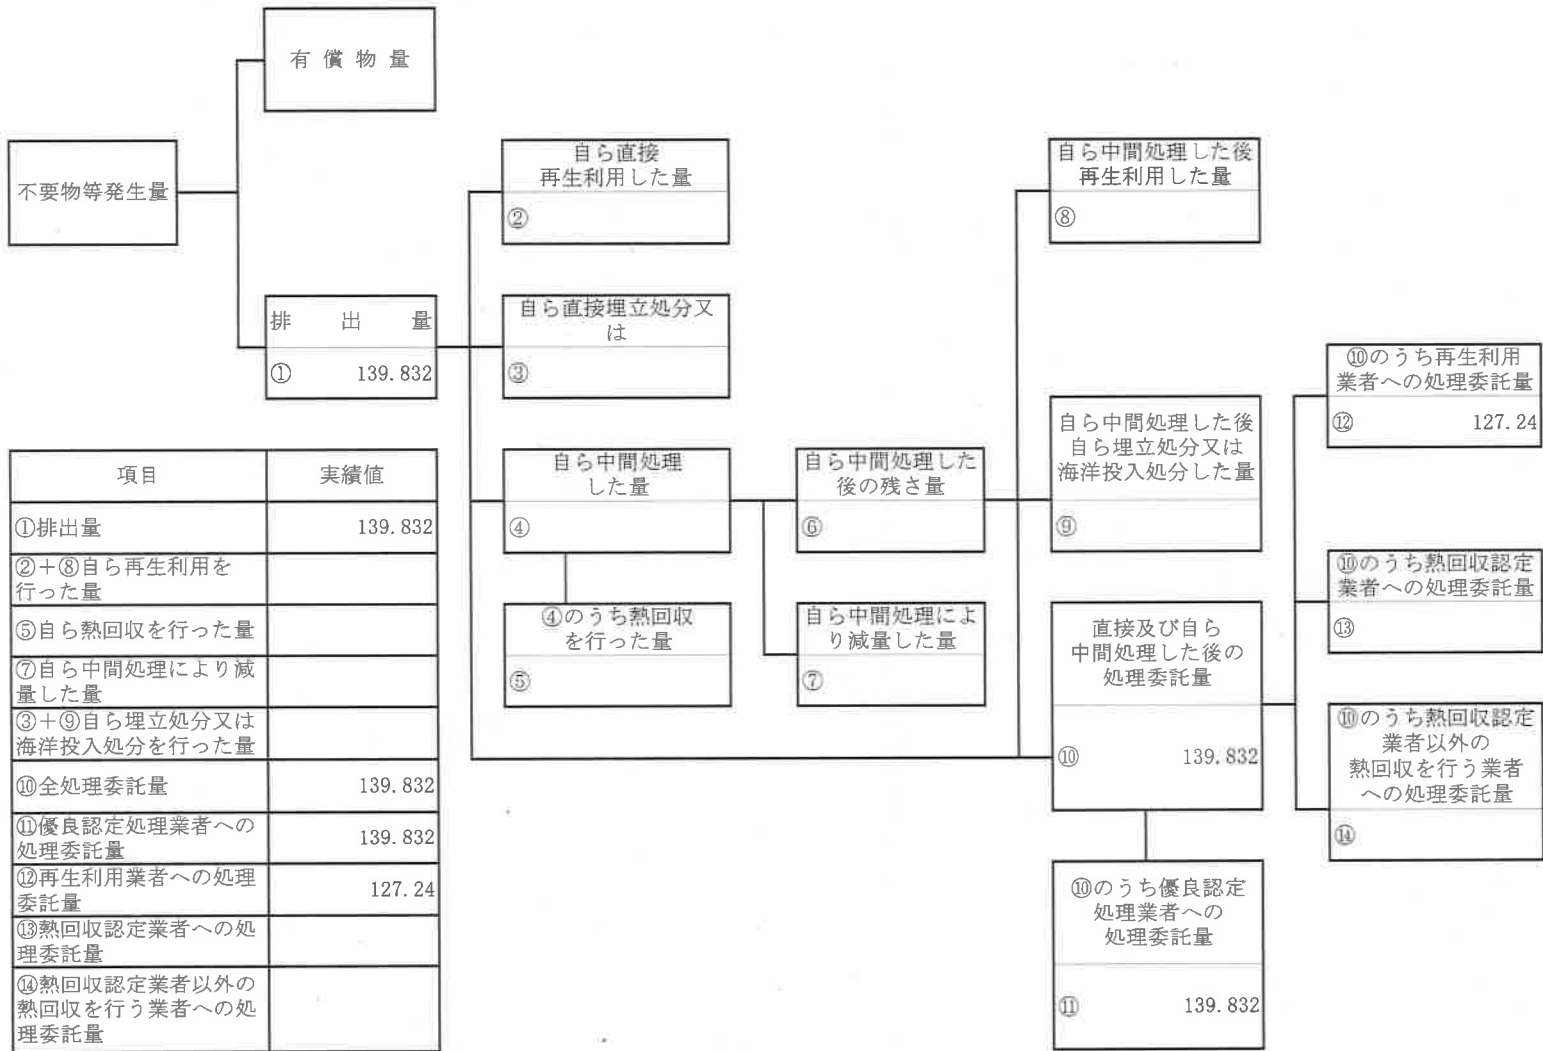 有償物量
不要物等発生量
排出量
① 139.832
自ら直接
再生利用した量
②
自ら直接埋立処分又
は
③
自ら中間処理
した量
④
④のうち熱回収
を行った量
⑤
自ら中間処理した
後の残さ量
⑥
自ら中間処理によ
り減量した量
⑦
自ら中間処理した後
再生利用した量
⑧
自ら中間処理した後
自ら埋立処分又は
海洋投入処分した量
⑨
直接及び自ら
中間処理した後の
処理委託量
⑩ 139.832
⑩のうち優良認定
処理業者への
処理委託量
⑪ 139.832
⑩のうち再生利用
業者への処理委託量
⑫ 127.24
⑩のうち熱回収認定
業者への処理委託量
⑬
⑩のうち熱回収認定
業者以外の
熱回収を行う業者
への処理委託量
⑭
項目 実績値
①排出量 139.832
②＋⑧自ら再生利用を
行った量
⑤自ら熱回収を行った量
⑦自ら中間処理により減
量した量
③＋⑨自ら埋立処分又は
海洋投入処分を行った量
⑩全処理委託量 139.832
⑪優良認定処理業者への
処理委託量 139.832
⑫再生利用業者への処理
委託量 127.24
⑬熱回収認定業者への処
理委託量
⑭熱回収認定業者以外の
熱回収を行う業者への処
理委託量